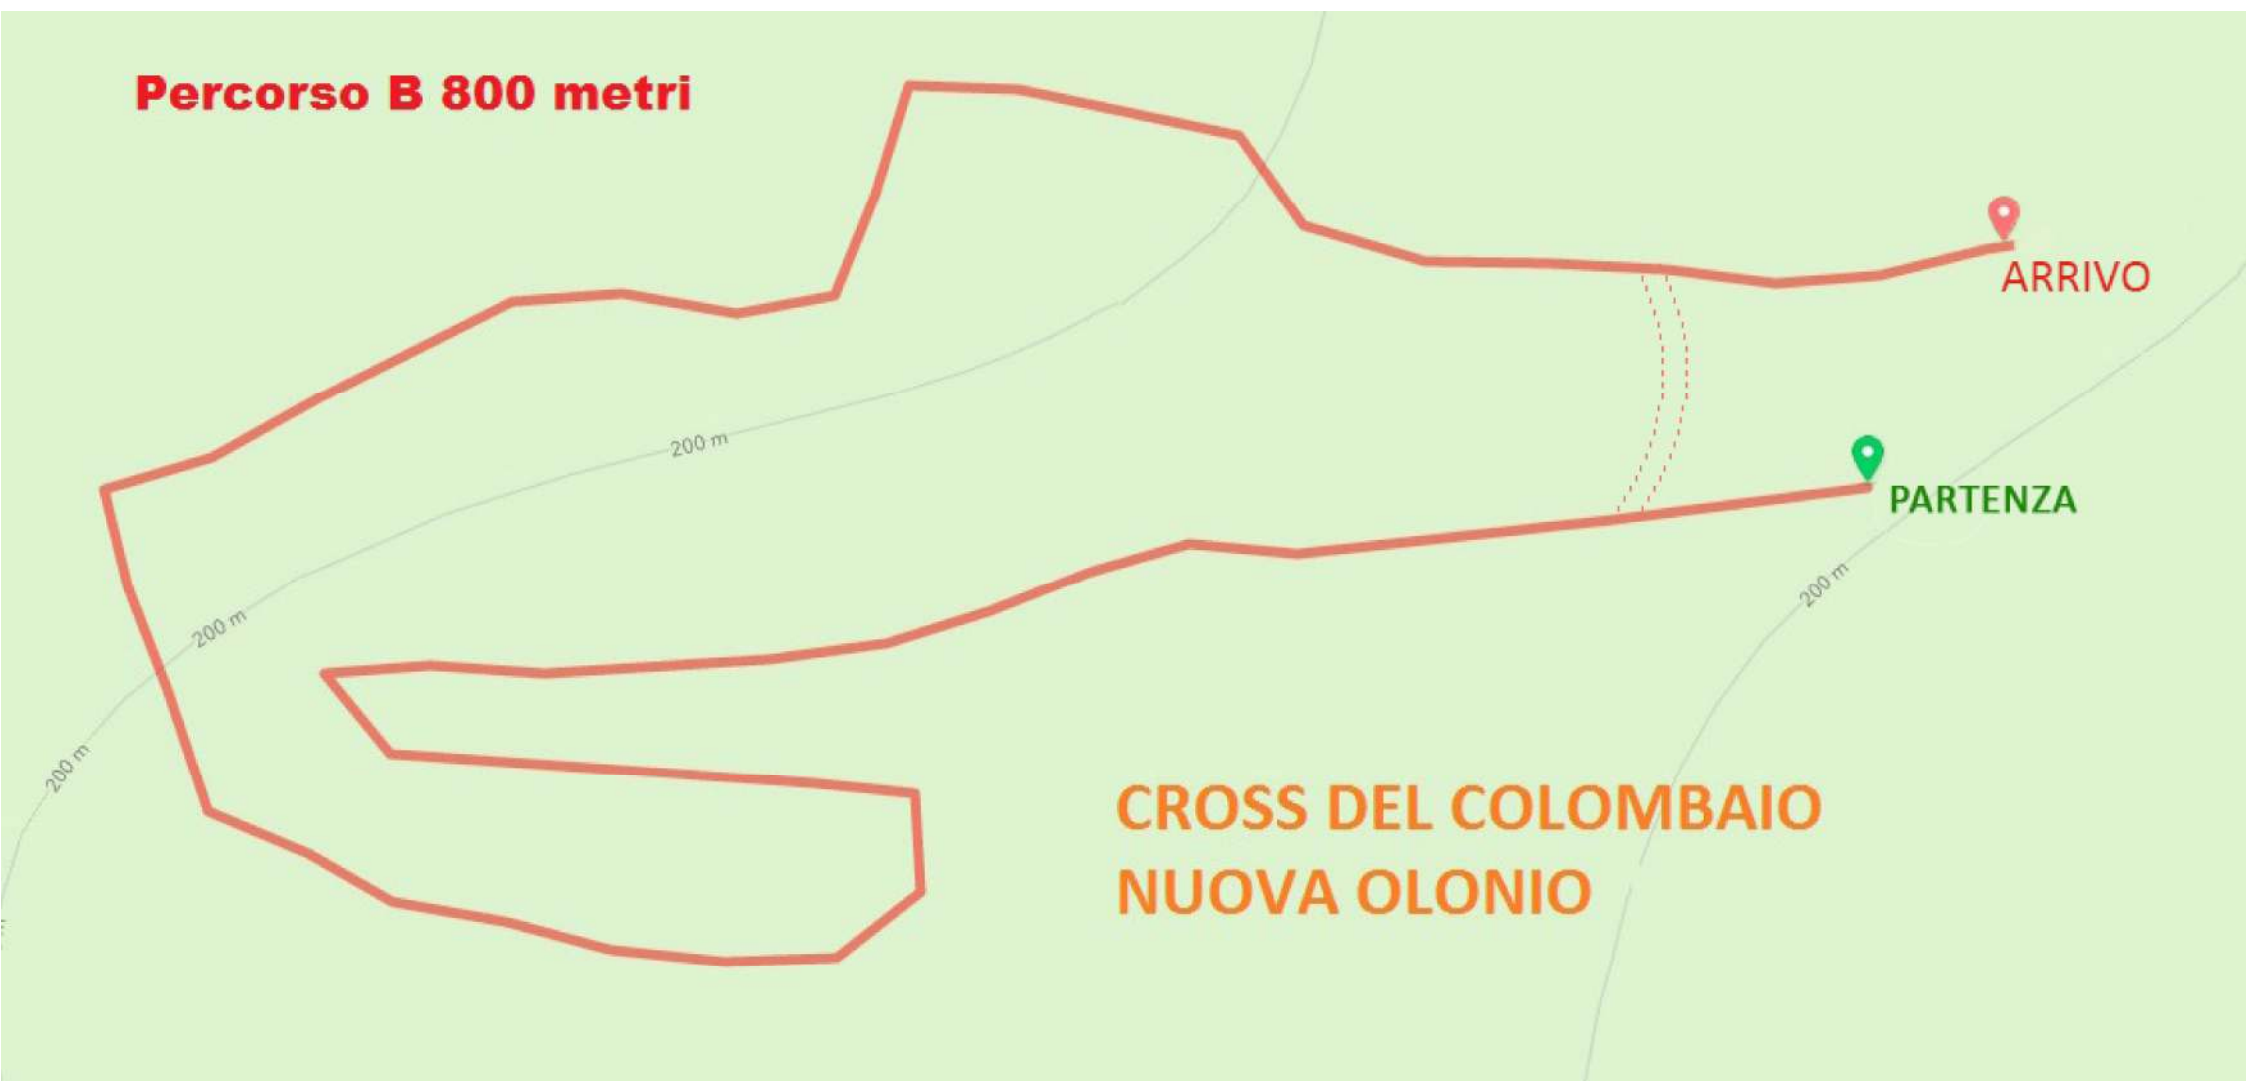 Percorso B 800 metri
ARRIVO
200 m
PARTENZA
200 m
200 m
200 m
CROSS DEL COLOMBAIO
NUOVA OLONIO